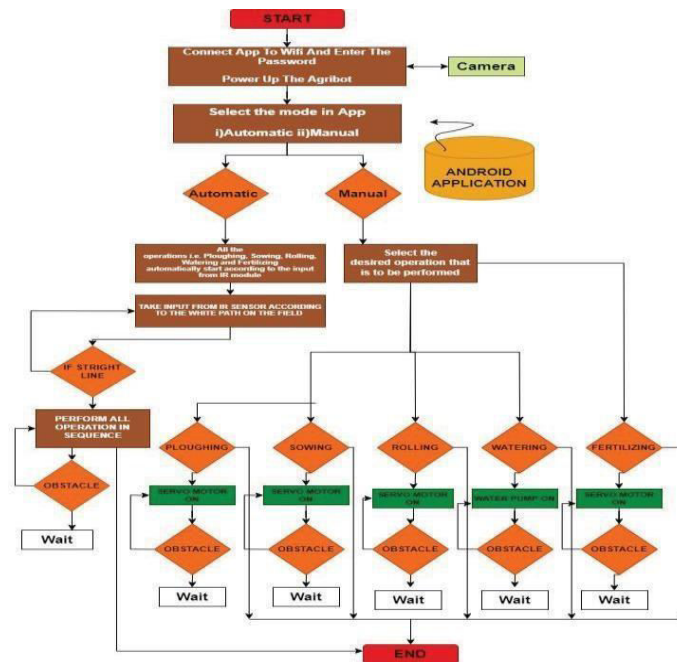 START
Connect App To Wifi And Enter The
Password
Power Up The Agribot
Camera
Select the mode in App
i)Automatic ii)Manual
ANDROID
APPLICATION
Automatic
Manual
All the
operations i.e. Ploughing, Sowing, Rolling,
Watering and Fertilizing
automatically start according to the input
from IR module
Select the
desired operation that
is to be performed
TAKE INPUT FROM IR SENSOR ACCORDING
TO THE WHITE PATH ON THE FIELD
IF STRIGHT
LINE
PERFORM ALL
OPERATION IN
SEQUENCE
OBSTACLE
Wait
PLOUGHING
SOWING
ROLLING
WATERING
FERTILIZING
SERVO MOTOR
ON
SERVO MOTOR
ON
SERVO MOTOR
ON
WATER PUMP ON
SERVO MOTOR
ON
OBSTACLE
OBSTACLE
OBSTACLE
OBSTACLE
OBSTACLE
Wait
Wait
Wait
Wait
Wait
END